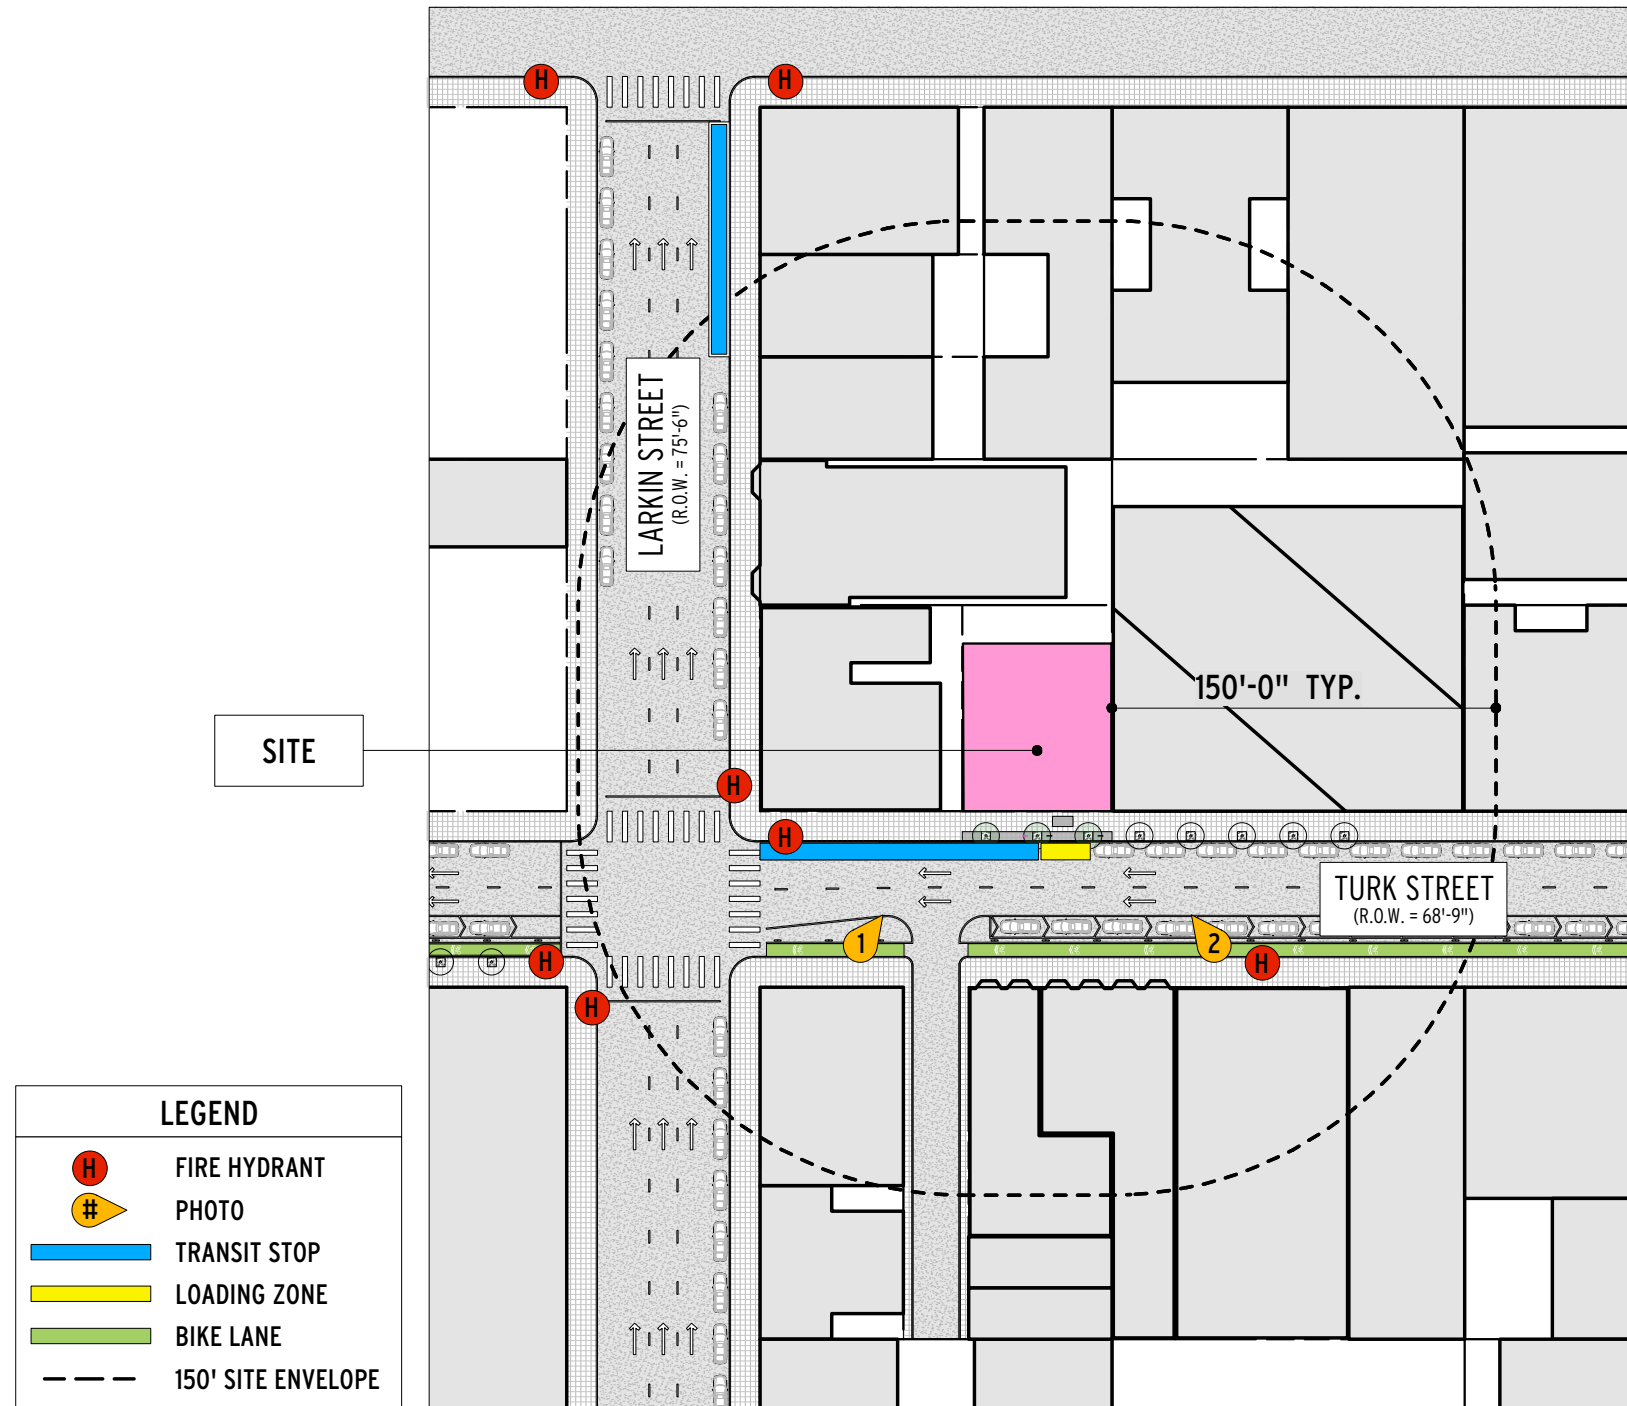 H
H
LARKIN STREET
(R.O.W. = 75'-6")
150'-0" TYP.
SITE
H
H
TURK STREET
(R.O.W. = 68'-9")
1
2
H
H
H
LEGEND
H FIRE HYDRANT
# PHOTO
TRANSIT STOP
LOADING ZONE
BIKE LANE
150' SITE ENVELOPE